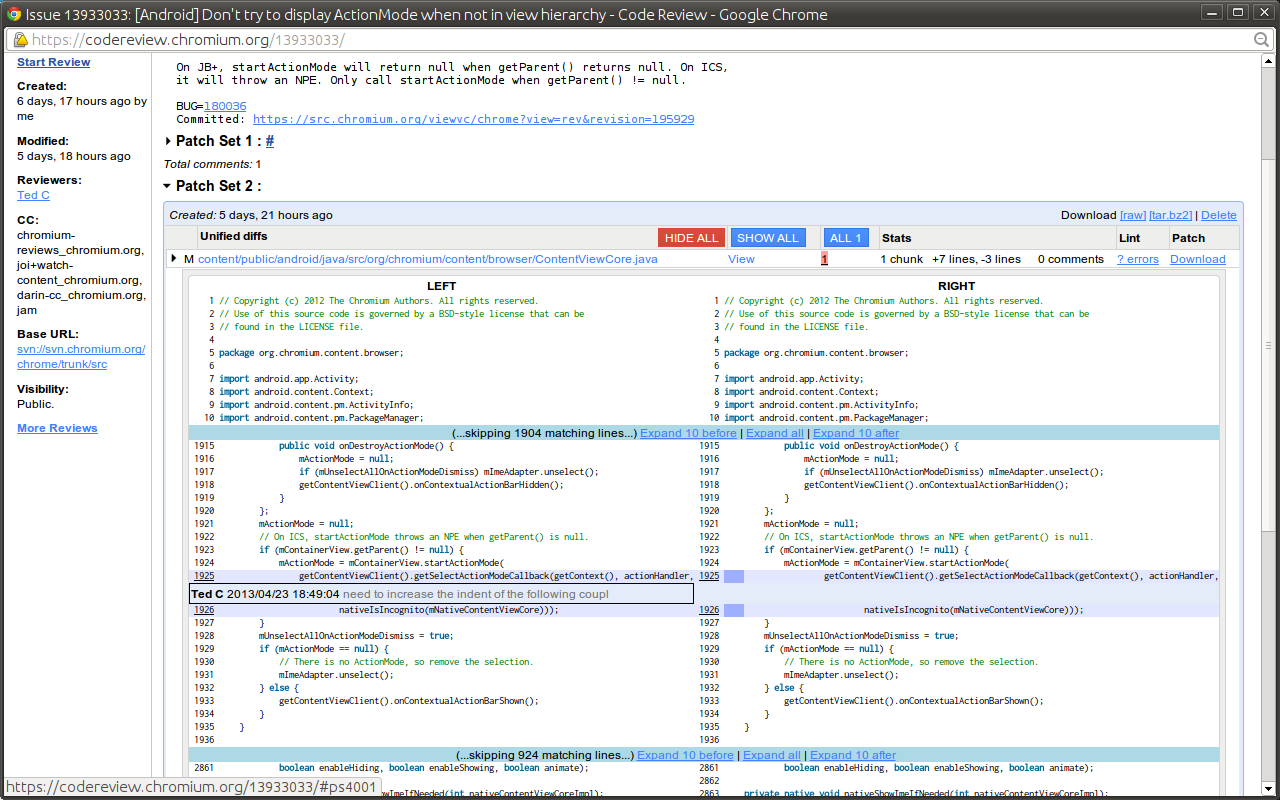 Issue 13933033: [Android] Don't try to display ActionMode when not in view hierarchy - Code Review - Google Chrome
https://codereview.chromium.org/13933033/
Start Review
Created:
6 days, 17 hours ago by
me
Modified:
5 days, 18 hours ago
Reviewers:
Ted C
CC:
chromium-
reviews_chromium.org,
joi+watch-
content_chromium.org,
darin-cc_chromium.org,
jam
Base URL:
svn://svn.chromium.org/
chrome/trunk/src
Visibility:
Public.
More Reviews
On JB+, startActionMode will return null when getParent() returns null. On ICS,
it will throw an NPE. Only call startActionMode when getParent() != null.
BUG=180036
Committed: https://src.chromium.org/viewvc/chrome?view=rev&revision=195929
Patch Set 1 : #
Total comments: 1
Patch Set 2 :
Created: 5 days, 21 hours ago Download [raw] [tar.bz2] | Delete
Unified diffs HIDE ALL SHOW ALL ALL 1 Stats Lint Patch
M content/public/android/java/src/org/chromium/content/browser/ContentViewCore.java View 1 1 chunk +7 lines, -3 lines 0 comments ? errors Download
LEFT RIGHT
1 // Copyright (c) 2012 The Chromium Authors. All rights reserved. 1 // Copyright (c) 2012 The Chromium Authors. All rights reserved.
2 // Use of this source code is governed by a BSD-style license that can be 2 // Use of this source code is governed by a BSD-style license that can be
3 // found in the LICENSE file. 3 // found in the LICENSE file.
4 4
5 package org.chromium.content.browser; 5 package org.chromium.content.browser;
6 6
7 import android.app.Activity; 7 import android.app.Activity;
8 import android.content.Context; 8 import android.content.Context;
9 import android.content.pm.ActivityInfo; 9 import android.content.pm.ActivityInfo;
10 import android.content.pm.PackageManager; 10 import android.content.pm.PackageManager;
(...skipping 1904 matching lines...) Expand 10 before | Expand all | Expand 10 after
1915 public void onDestroyActionMode() { 1915 public void onDestroyActionMode() {
1916 mActionMode = null; 1916 mActionMode = null;
1917 if (mUnselectAllOnActionModeDismiss) mImeAdapter.unselect(); 1917 if (mUnselectAllOnActionModeDismiss) mImeAdapter.unselect();
1918 getContentViewClient().onContextualActionBarHidden(); 1918 getContentViewClient().onContextualActionBarHidden();
1919 } 1919 }
1920 }; 1920 };
1921 mActionMode = null; 1921 mActionMode = null;
1922 // On ICS, startActionMode throws an NPE when getParent() is null. 1922 // On ICS, startActionMode throws an NPE when getParent() is null.
1923 if (mContainerView.getParent() != null) { 1923 if (mContainerView.getParent() != null) {
1924 mActionMode = mContainerView.startActionMode( 1924 mActionMode = mContainerView.startActionMode(
1925 getContentViewClient().getSelectActionModeCallback(getContext(), actionHandler, 1925 getContentViewClient().getSelectActionModeCallback(getContext(), actionHandler,
Ted C 2013/04/23 18:49:04 need to increase the indent of the following coupl
1926 nativeIsIncognito(mNativeContentViewCore))); 1926 nativeIsIncognito(mNativeContentViewCore)));
1927 } 1927 }
1928 mUnselectAllOnActionModeDismiss = true; 1928 mUnselectAllOnActionModeDismiss = true;
1929 if (mActionMode == null) { 1929 if (mActionMode == null) {
1930 // There is no ActionMode, so remove the selection. 1930 // There is no ActionMode, so remove the selection.
1931 mImeAdapter.unselect(); 1931 mImeAdapter.unselect();
1932 } else { 1932 } else {
1933 getContentViewClient().onContextualActionBarShown(); 1933 getContentViewClient().onContextualActionBarShown();
1934 } 1934 }
1935 } 1935 }
1936 1936
(...skipping 924 matching lines...) Expand 10 before | Expand all | Expand 10 after
2861 boolean enableHiding, boolean enableShowing, boolean animate); 2861 boolean enableHiding, boolean enableShowing, boolean animate);
2862
ShowImeIfNeeded(int nativeContentViewCoreImpl); 2863 private native void nativeShowImeIfNeeded(int nativeContentViewCoreImpl);
https://codereview.chromium.org/13933033/#ps4001